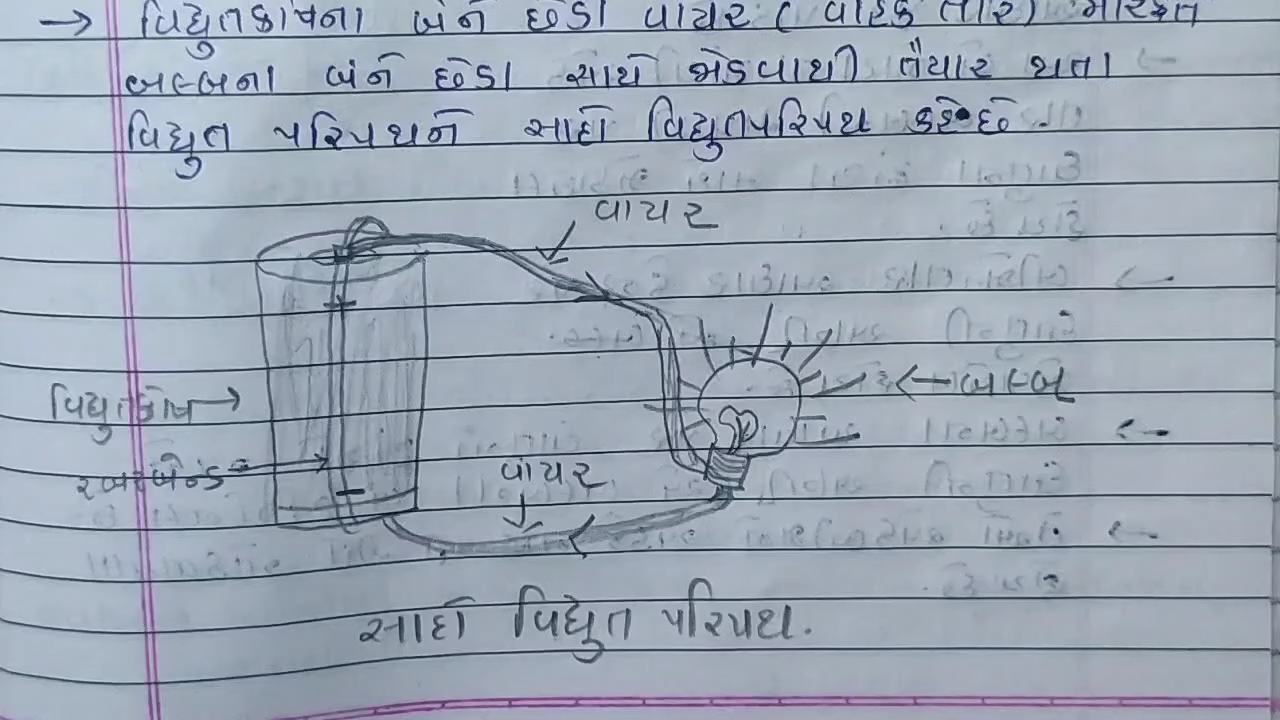 → વિદ્યુતકોષના બંને છેડા વાયર ( વાહક તાર) મારફત
બલ્બના બંને છેડા સાથે જોડવાથી તૈયાર થતા
વિદ્યુત પરિપથને સાદો વિદ્યુતપરિપથ કહે છે.
વાયર
બલ્બ
વિદ્યુતકોષ
રબરબેન્ડ
વાયર
સાદો વિદ્યુત પરિપથ.